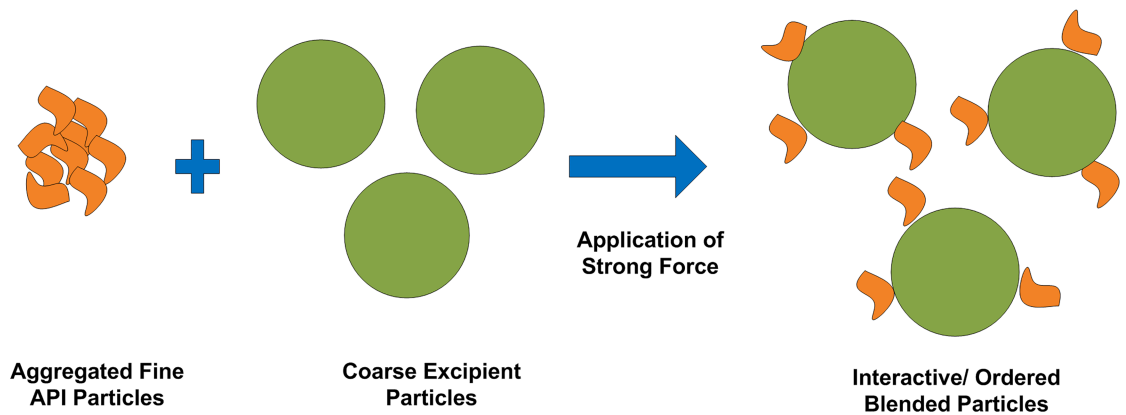 Application of
Strong Force
Aggregated Fine
API Particles
Coarse Excipient
Particles
Interactive/ Ordered
Blended Particles